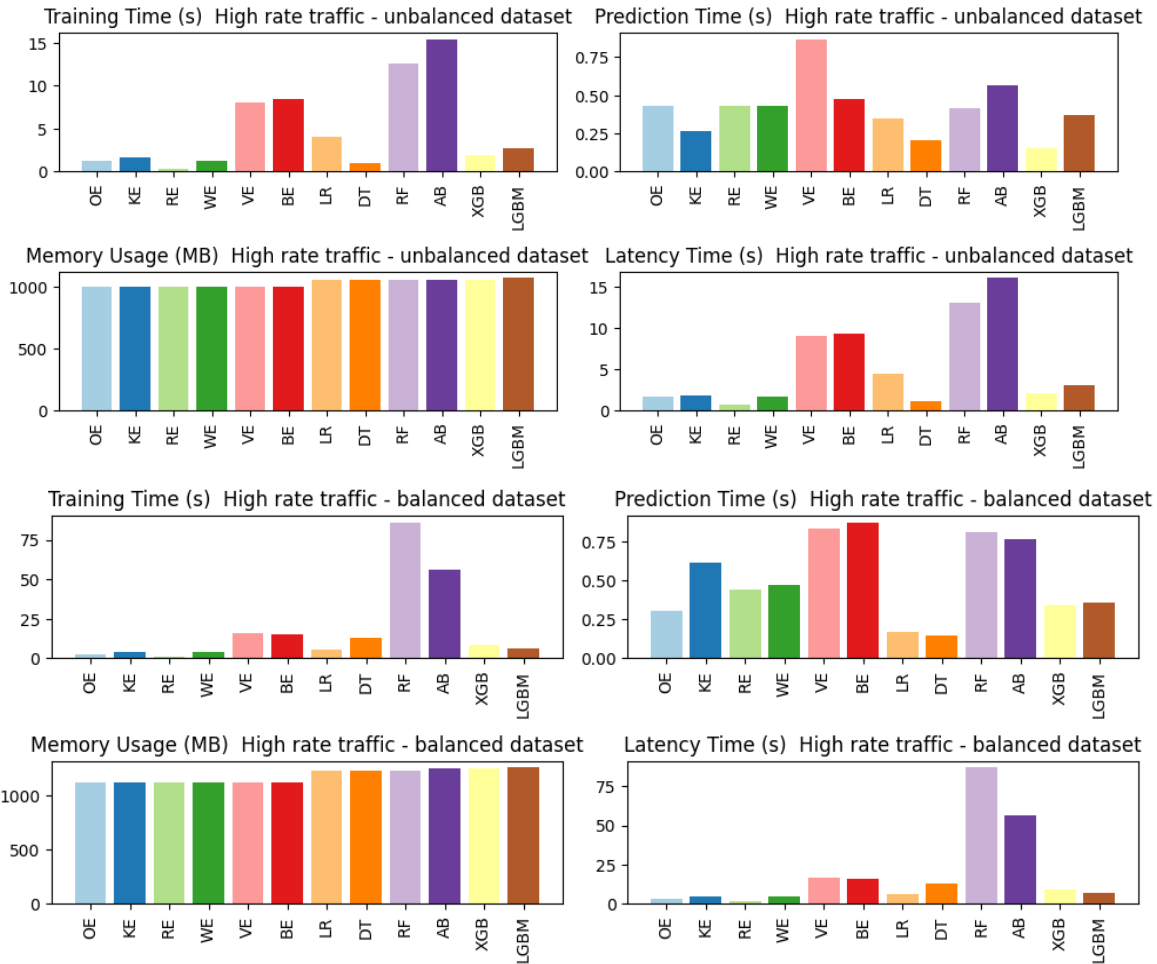 Training Time (s)  High rate traffic - unbalanced dataset
15
10
5
0
OE KE RE WE VE BE LR DT RF AB XGB LGBM
Prediction Time (s)  High rate traffic - unbalanced dataset
0.75
0.50
0.25
0.00
OE KE RE WE VE BE LR DT RF AB XGB LGBM
Memory Usage (MB)  High rate traffic - unbalanced dataset
1000
500
0
OE KE RE WE VE BE LR DT RF AB XGB LGBM
Latency Time (s)  High rate traffic - unbalanced dataset
15
10
5
0
OE KE RE WE VE BE LR DT RF AB XGB LGBM
Training Time (s)  High rate traffic - balanced dataset
75
50
25
0
OE KE RE WE VE BE LR DT RF AB XGB LGBM
Prediction Time (s)  High rate traffic - balanced dataset
0.75
0.50
0.25
0.00
OE KE RE WE VE BE LR DT RF AB XGB LGBM
Memory Usage (MB)  High rate traffic - balanced dataset
1000
500
0
OE KE RE WE VE BE LR DT RF AB XGB LGBM
Latency Time (s)  High rate traffic - balanced dataset
75
50
25
0
OE KE RE WE VE BE LR DT RF AB XGB LGBM